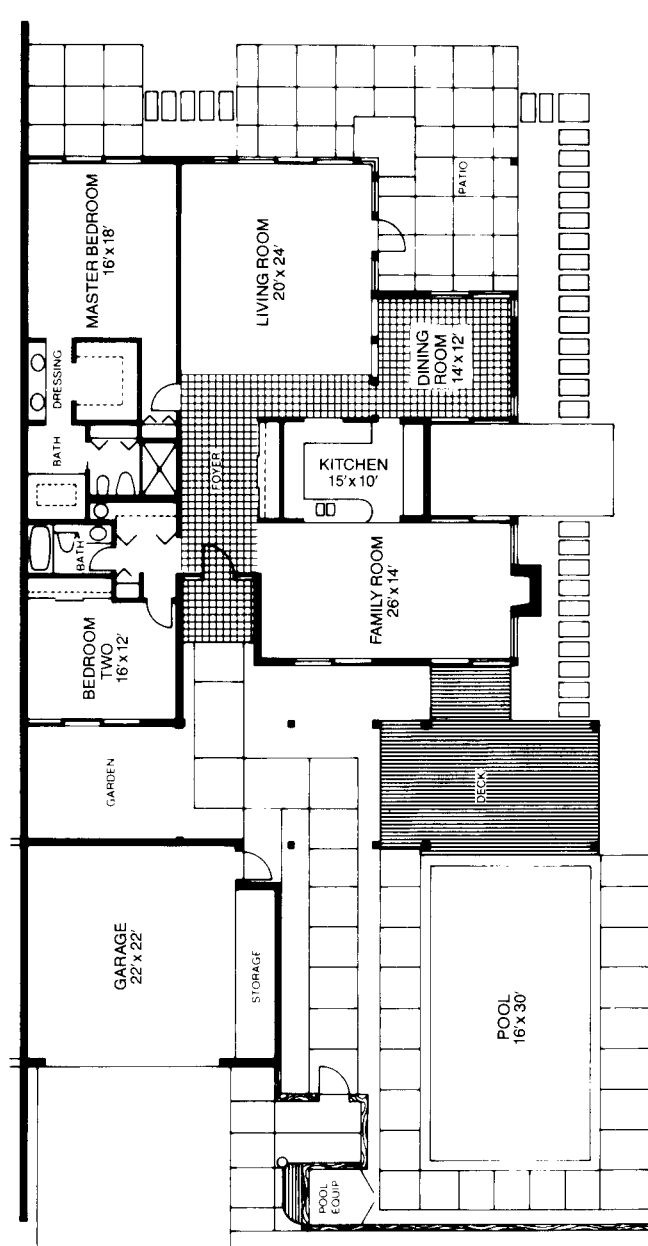 PATIO
MASTER BEDROOM
16'x 18'
LIVING ROOM
20'x 24'
DINING
ROOM
14'x 12'
DRESSING
BATH
FOYER
KITCHEN
15'x 10'
BATH
FAMILY ROOM
26'x 14'
BEDROOM
TWO
16'x 12'
GARDEN
DECK
GARAGE
22'x 22'
STORAGE
POOL
16'x 30'
POOL
EQUIP